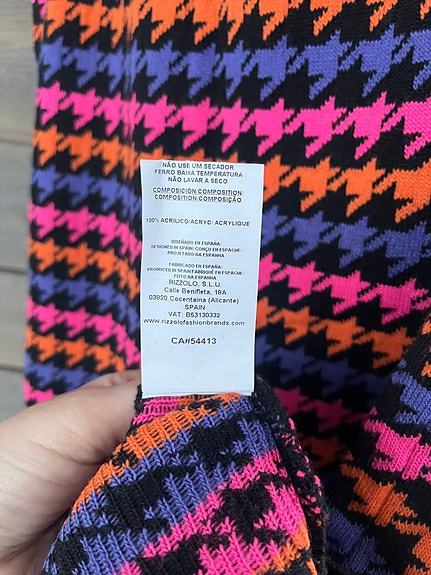 NÃO USE UM SECADOR
FERRO BAIXA TEMPERATURA
NÃO LAVAR A SECO
COMPOSICIÓN/COMPOSITION/
COMPOSITION/COMPOSIÇÃO
100% ACRÍLICO/ACRYC/ ACRYLIQUE
DISEÑADO EN ESPAÑA:
DESIGNED IN SPAIN/ CONÇU EN ESPAGNE/
PROJETADO NA ESPANHA
FABRICADO EN ESPAÑA:
PRODUCED IN SPAIN/ FABRIQUÉ EN ESPAGNE/
FEITO NA ESPANHA
RIZZOLO, S.L.U.
Calle Benifleta, 18A
03820 Cocentaina (Alicante)
SPAIN
VAT: B53130332
www.rizzolofashionbrands.com
CA#54413